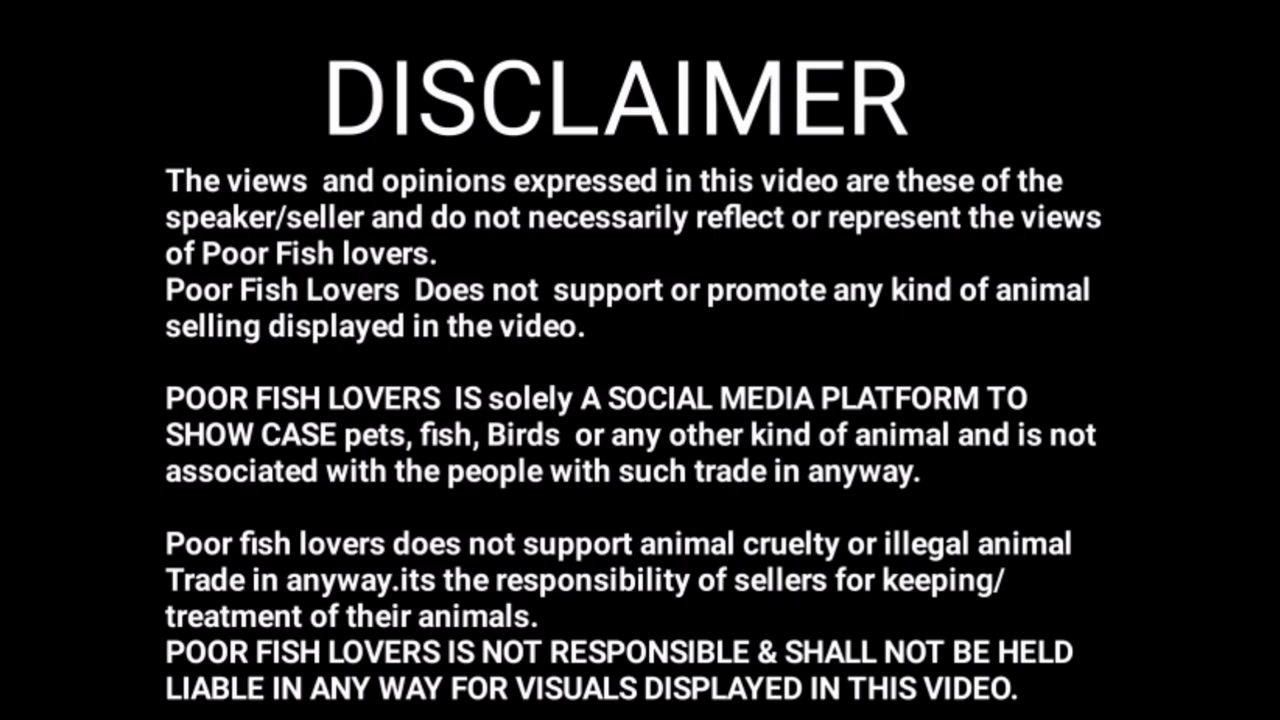 DISCLAIMER
The views and opinions expressed in this video are these of the
speaker/seller and do not necessarily reflect or represent the views
of Poor Fish lovers.
Poor Fish Lovers Does not support or promote any kind of animal
selling displayed in the video.
POOR FISH LOVERS IS solely A SOCIAL MEDIA PLATFORM TO
SHOW CASE pets, fish, Birds or any other kind of animal and is not
associated with the people with such trade in anyway.
Poor fish lovers does not support animal cruelty or illegal animal
Trade in anyway.its the responsibility of sellers for keeping/
treatment of their animals.
POOR FISH LOVERS IS NOT RESPONSIBLE & SHALL NOT BE HELD
LIABLE IN ANY WAY FOR VISUALS DISPLAYED IN THIS VIDEO.